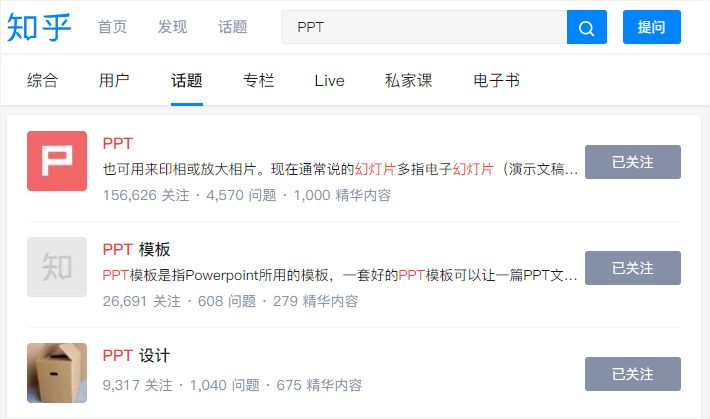 知乎 首页 发现 话题 PPT 提问
综合 用户 话题 专栏 Live 私家课 电子书
PPT
也可用来印相或放大相片。现在通常说的幻灯片多指电子幻灯片（演示文稿...
已关注
156,626 关注 · 4,570 问题 · 1,000 精华内容
知
PPT 模板
PPT模板是指Powerpoint所用的模板，一套好的PPT模板可以让一篇PPT文...
已关注
26,691 关注 · 608 问题 · 279 精华内容
PPT 设计
已关注
9,317 关注 · 1,040 问题 · 675 精华内容